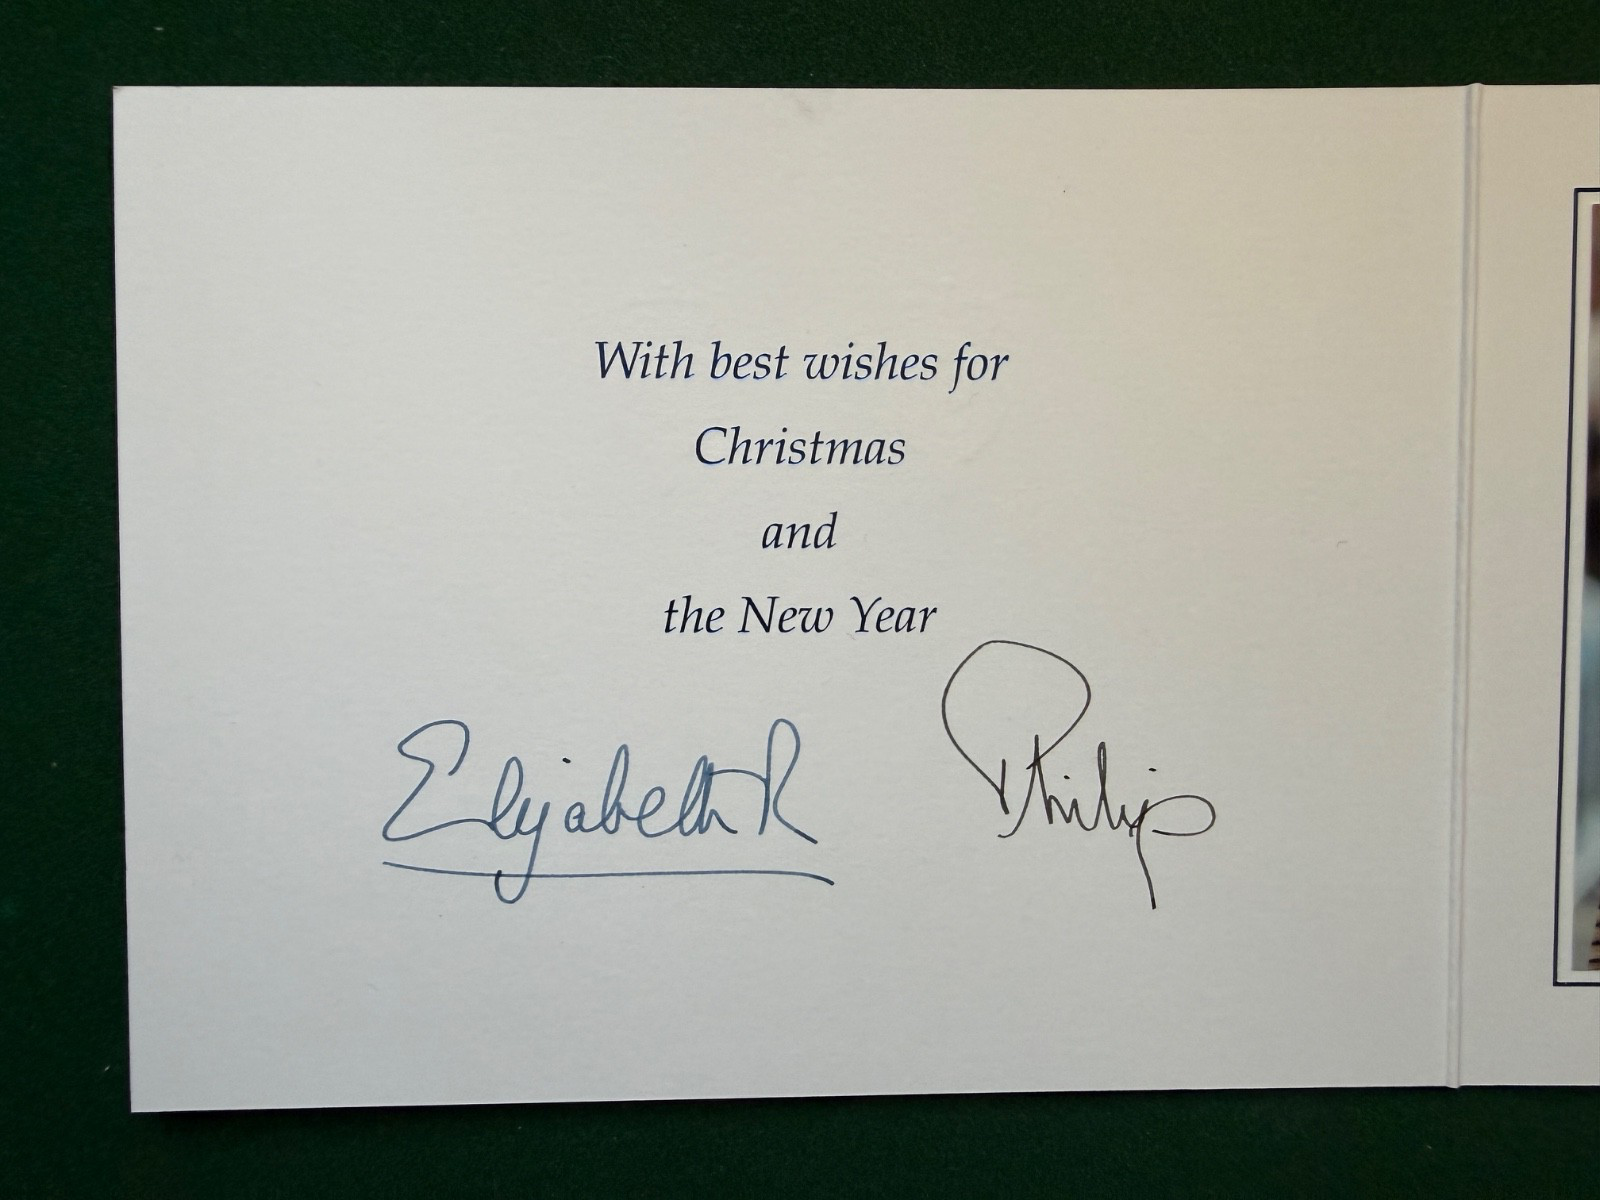 With best wishes for
Christmas
and
the New Year
Elizabeth R
Philip